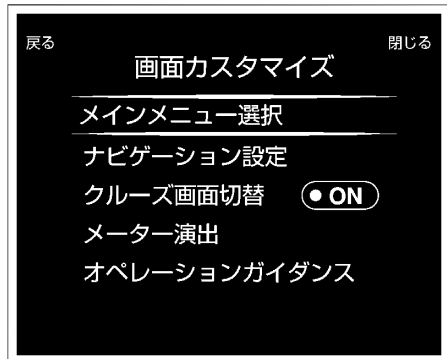 戻る
閉じる
画面カスタマイズ
メインメニュー選択
ナビゲーション設定
クルーズ画面切替 ON
メーター演出
オペレーションガイダンス